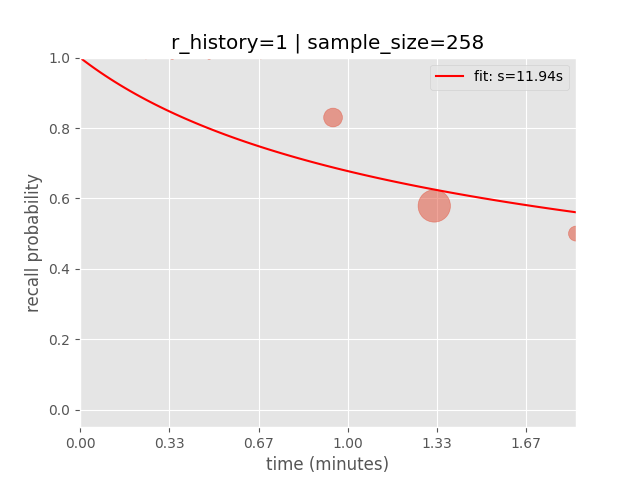 r_history=1 | sample_size=258
fit: s=11.94s
1.0
0.8
0.6
0.4
0.2
0.0
recall probability
0.00 0.33 0.67 1.00 1.33 1.67
time (minutes)